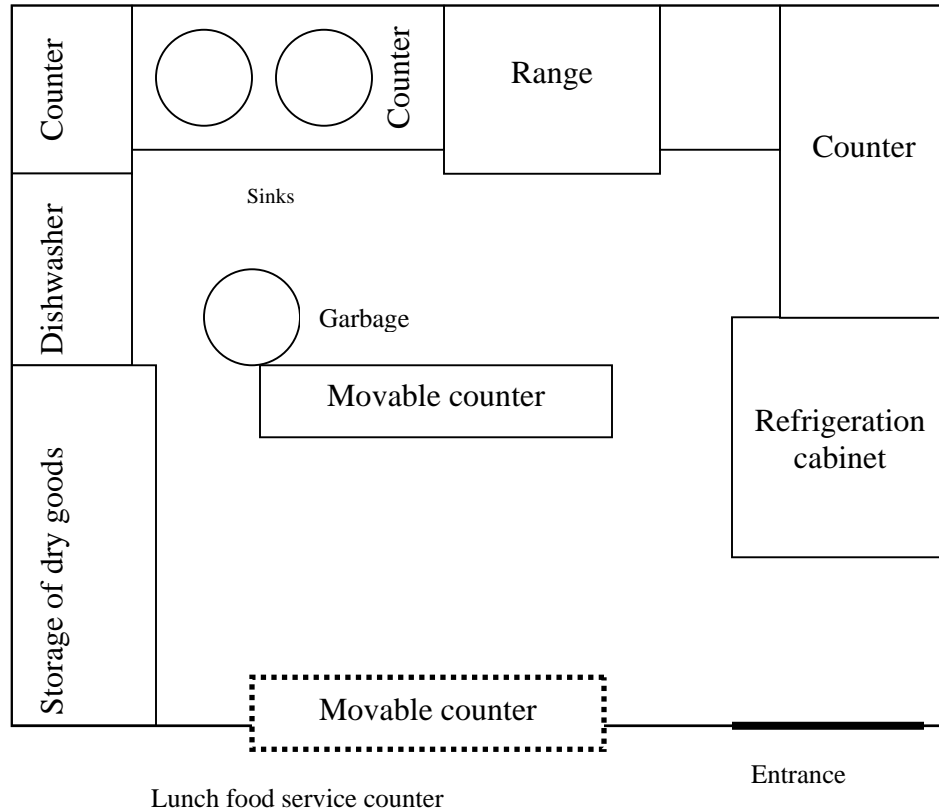 Counter
Counter
Range
Counter
Sinks
Dishwasher
Garbage
Movable counter
Refrigeration
cabinet
Storage of dry goods
Movable counter
Entrance
Lunch food service counter